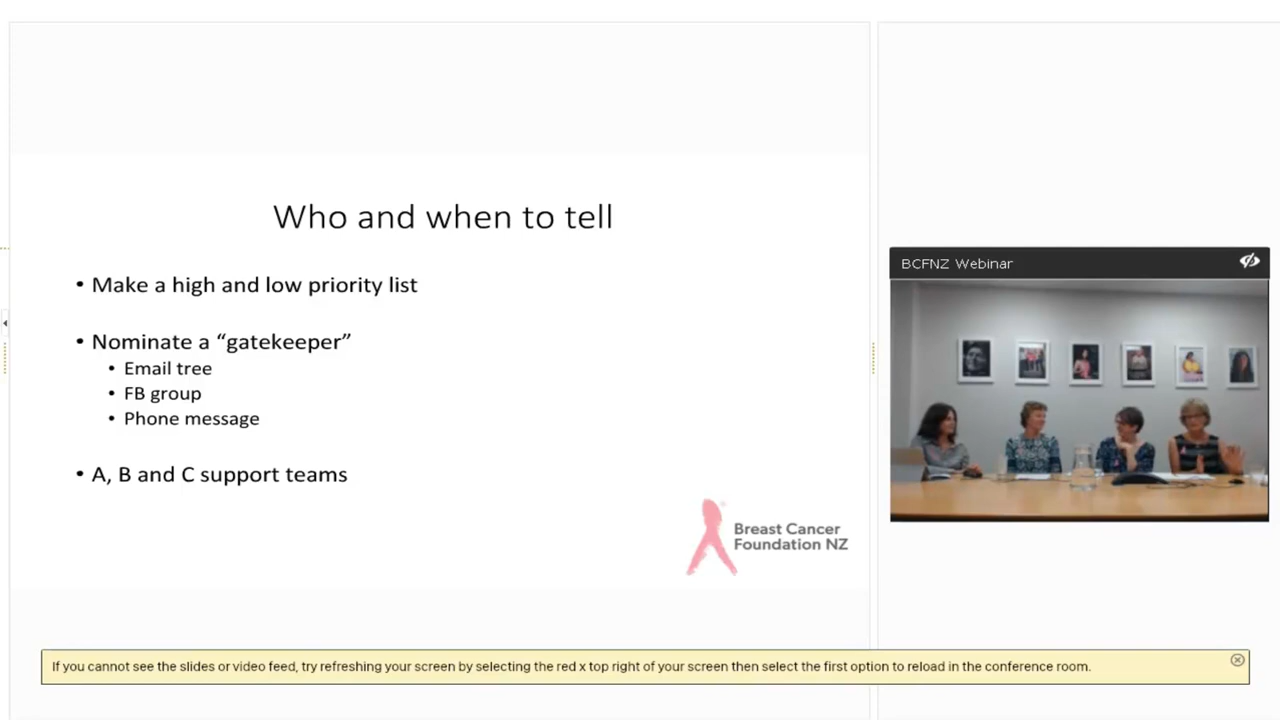 Who and when to tell
• Make a high and low priority list
• Nominate a “gatekeeper”
• Email tree
• FB group
• Phone message
• A, B and C support teams
Breast Cancer
Foundation NZ
BCFNZ Webinar
If you cannot see the slides or video feed, try refreshing your screen by selecting the red x top right of your screen then select the first option to reload in the conference room.